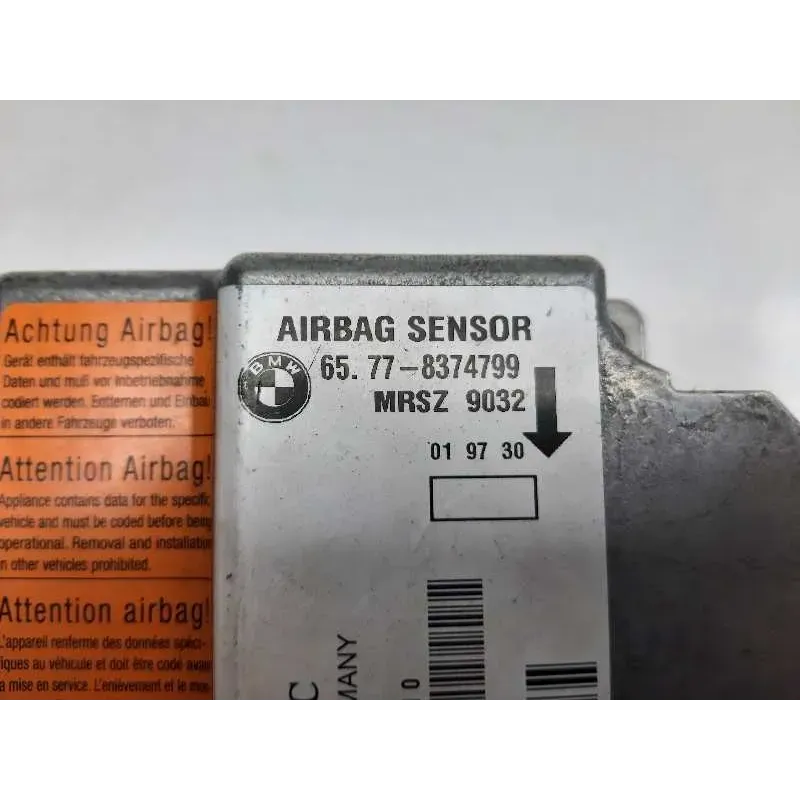 Achtung Airbag!
Gerät enthält fahrzeugspezifische
Daten und muß vor Inbetriebnahme
codiert werden. Entfernen und Einbau
in andere Fahrzeuge verboten.
Attention Airbag!
Appliance contains data for the specific
vehicle and must be coded before being
operational. Removal and installation
in other vehicles prohibited.
Attention airbag!
L'appareil renferme des données spéci-
fiques au véhicule et doit être codé avant
la mise en service. L'enlèvement et le
AIRBAG SENSOR
BMW
65. 77-8374799
MRSZ 9032
01 97 30